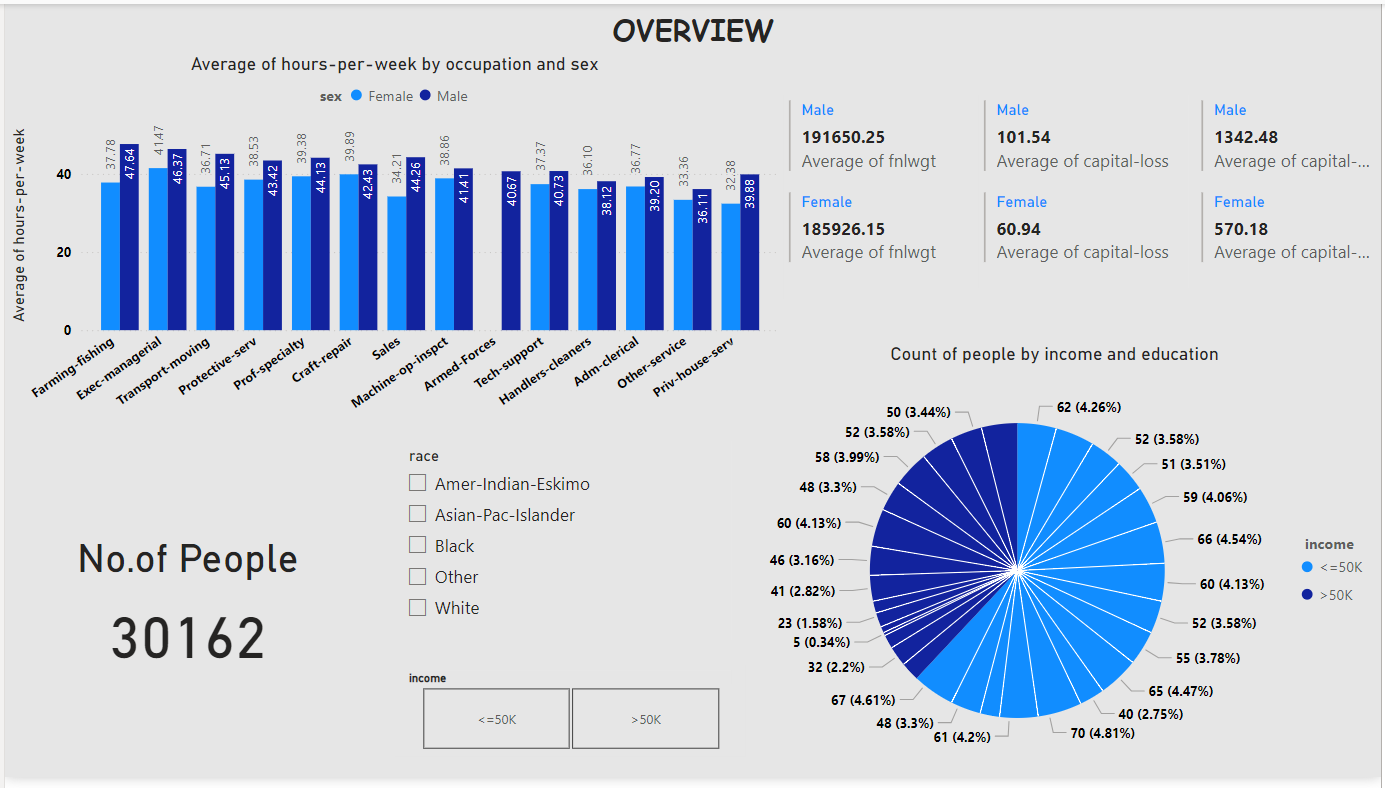 OVERVIEW
Average of hours-per-week by occupation and sex
sex Female Male
Average of hours-per-week
40
20
0
37.78 47.64
41.47 46.37
36.71 45.13
38.53 43.42
39.38 44.13
39.89 42.43
34.21 44.26
38.86 41.41
40.67
37.37 40.73
36.10 38.12
36.77 39.20
33.36 36.11
32.38 39.88
Farming-fishing
Exec-managerial
Transport-moving
Protective-serv
Prof-specialty
Craft-repair
Sales
Machine-op-inspct
Armed-Forces
Tech-support
Handlers-cleaners
Adm-clerical
Other-service
Priv-house-serv
Male
191650.25
Average of fnlwgt
Male
101.54
Average of capital-loss
Male
1342.48
Average of capital-...
Female
185926.15
Average of fnlwgt
Female
60.94
Average of capital-loss
Female
570.18
Average of capital-...
No.of People
30162
race
Amer-Indian-Eskimo
Asian-Pac-Islander
Black
Other
White
income
<=50K
>50K
Count of people by income and education
62 (4.26%)
52 (3.58%)
51 (3.51%)
59 (4.06%)
66 (4.54%)
60 (4.13%)
52 (3.58%)
55 (3.78%)
65 (4.47%)
40 (2.75%)
70 (4.81%)
61 (4.2%)
48 (3.3%)
67 (4.61%)
32 (2.2%)
5 (0.34%)
23 (1.58%)
41 (2.82%)
46 (3.16%)
60 (4.13%)
48 (3.3%)
58 (3.99%)
52 (3.58%)
50 (3.44%)
income
<=50K
>50K